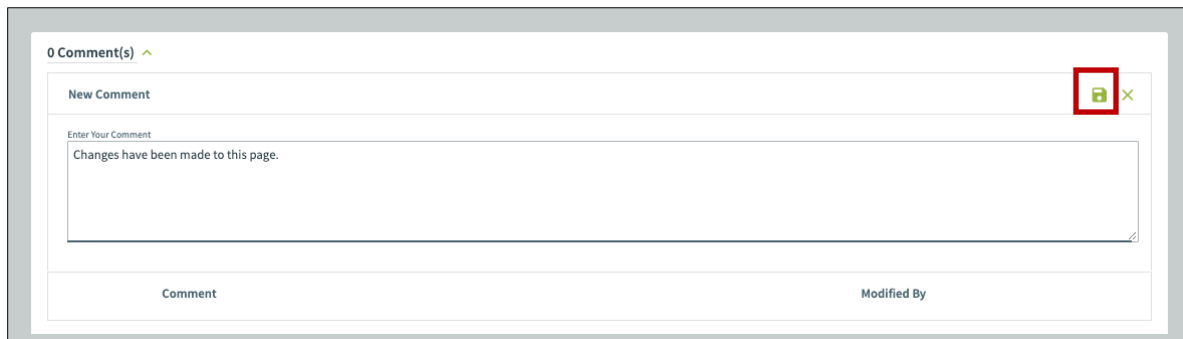 0 Comment(s)
New Comment
Enter Your Comment
Changes have been made to this page.
Comment Modified By